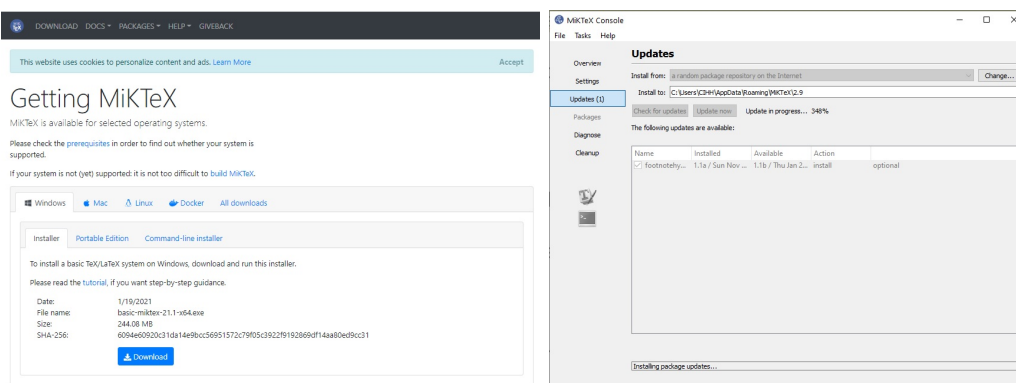 DOWNLOAD DOCS PACKAGES HELP GIVEBACK
This website uses cookies to personalize content and ads. Learn More Accept
Getting MiKTeX
MiKTeX is available for selected operating systems.
Please check the prerequisites in order to find out whether your system is
supported.
If your system is not (yet) supported: it is not too difficult to build MiKTeX.
Windows Mac Linux Docker All downloads
Installer Portable Edition Command-line installer
To install a basic TeX/LaTeX system on Windows, download and run this installer.
Please read the tutorial, if you want step-by-step guidance.
Date: 1/19/2021
File name: basic-miktex-21.1-x64.exe
Size: 244.08 MB
SHA-256: 6094e60920c31da14e9bcc56951572c79f05c3922f9192869df14aa80ed9cc31
Download
MiKTeX Console
File Tasks Help
Overview
Settings
Updates (1)
Packages
Diagnose
Cleanup
Updates
Install from: a random package repository on the Internet Change...
Install to: C:\Users\CIHH\AppData\Roaming\MiKTeX\2.9
Check for updates Update now Update in progress... 348%
The following updates are available:
Name Installed Available Action
footnotehy... 1.1a / Sun Nov ... 1.1b / Thu Jan 2... install optional
Installing package updates...